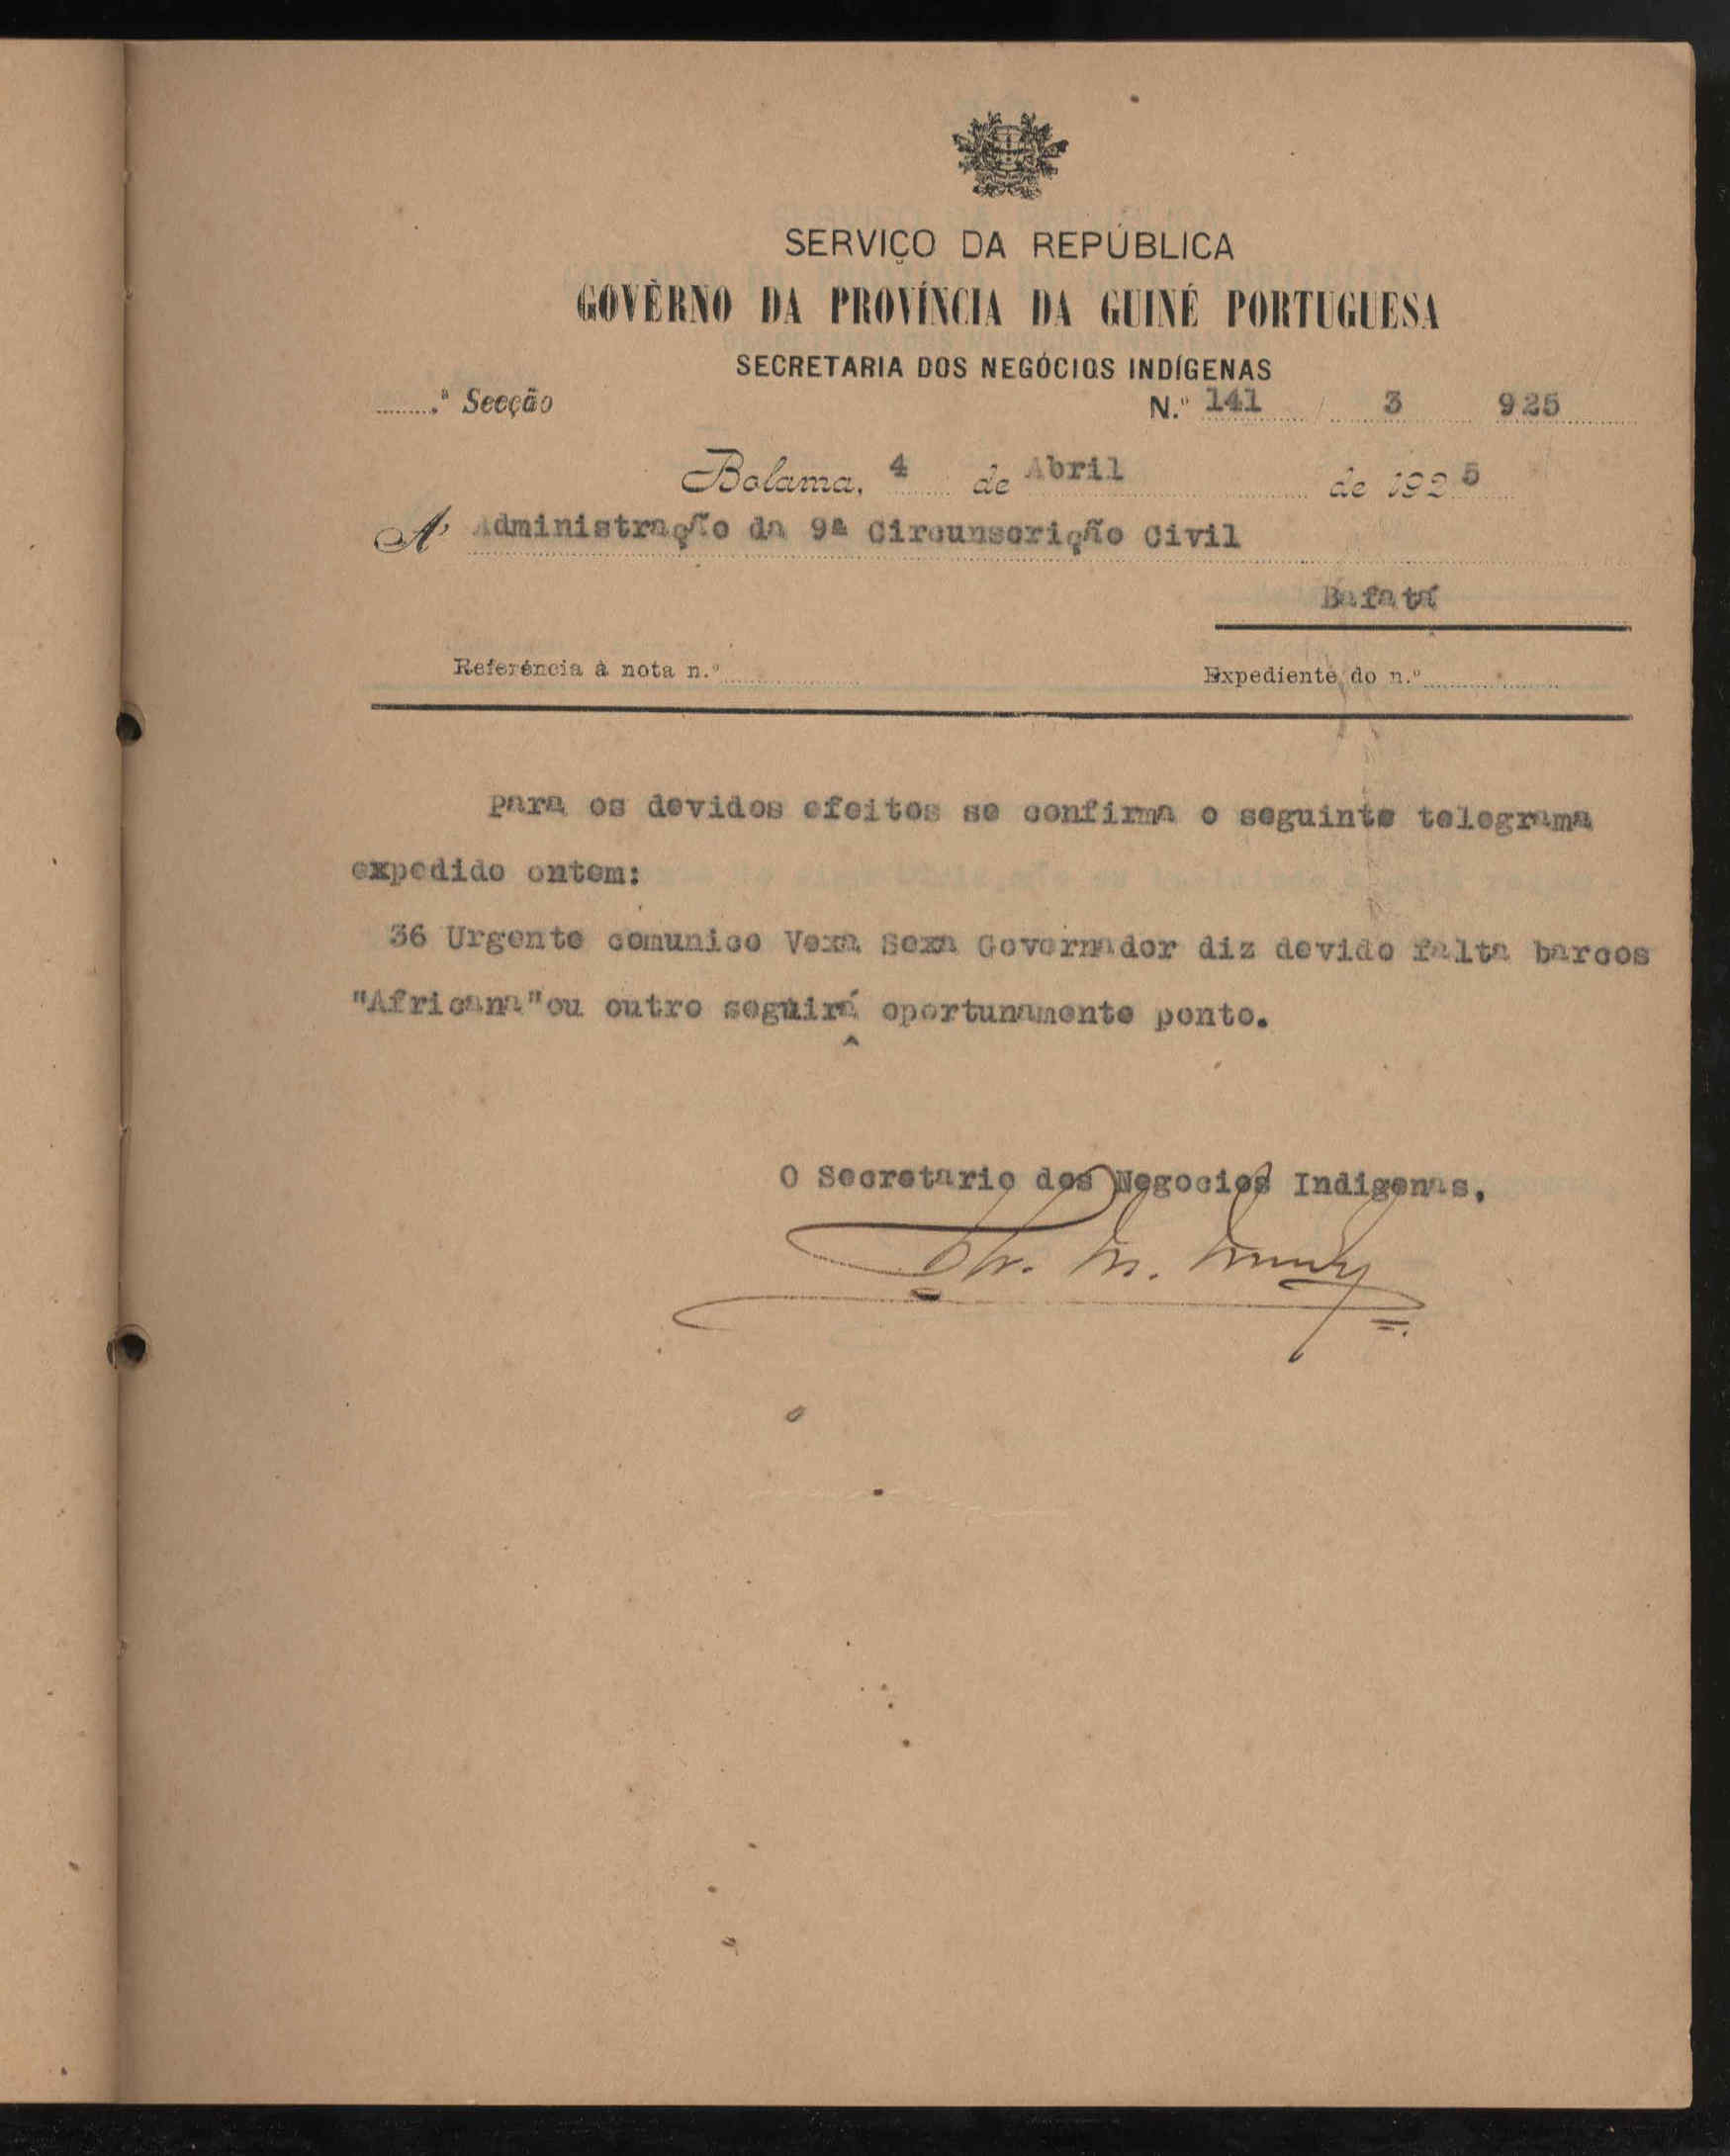 SERVIÇO DA REPÚBLICA
GOVÊRNO DA PROVÍNCIA DA GUINÉ PORTUGUESA
SECRETARIA DOS NEGÓCIOS INDÍGENAS
.ª Secção N.º 141 / 3 925
Bolama, 4 de Abril de 1925
A' Administração da 9ª Circunscrição Civil
Bafatá
Referência à nota n.º Expediente do n.º
Para os devidos efeitos se confirma o seguinte telegrama
expedido ontem:
36 Urgente comunico Vexa Sexa Governador diz devido falta barcos
"Africana"ou outro seguirá oportunamente ponto.
O Secretario dos Negocios Indigenas,